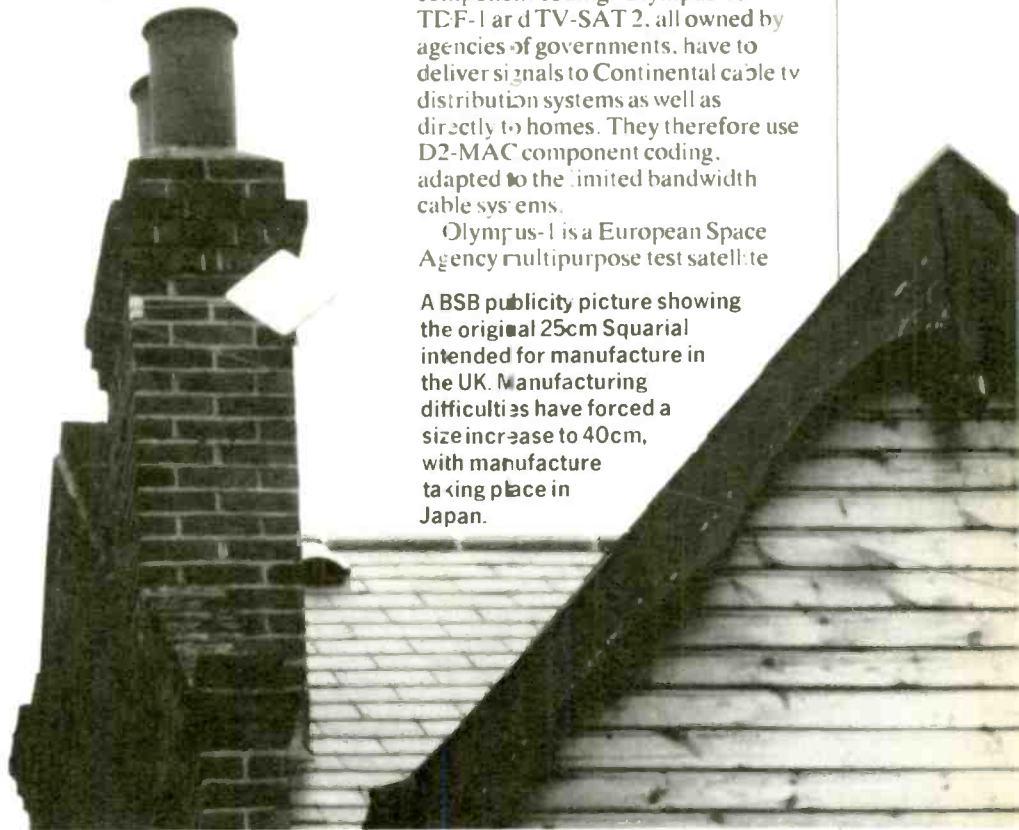 TDF-1 and TV-SAT 2, all owned by
agencies of governments, have to
deliver signals to Continental cable tv
distribution systems as well as
directly to homes. They therefore use
D2-MAC component coding,
adapted to the limited bandwidth
cable systems.
Olympus-1 is a European Space
Agency multipurpose test satellite
A BSB publicity picture showing
the original 25cm Squarial
intended for manufacture in
the UK. Manufacturing
difficulties have forced a
size increase to 40cm,
with manufacture
taking place in
Japan.